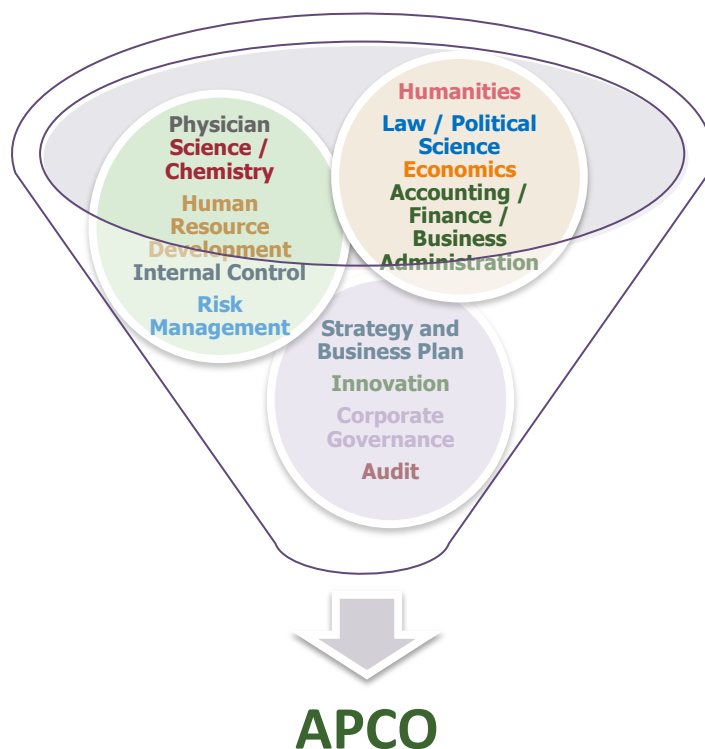 Physician
Science /
Chemistry
Human
Resource
Development
Internal Control
Risk
Management
Humanities
Law / Political
Science
Economics
Accounting /
Finance /
Business
Administration
Strategy and
Business Plan
Innovation
Corporate
Governance
Audit
APCO